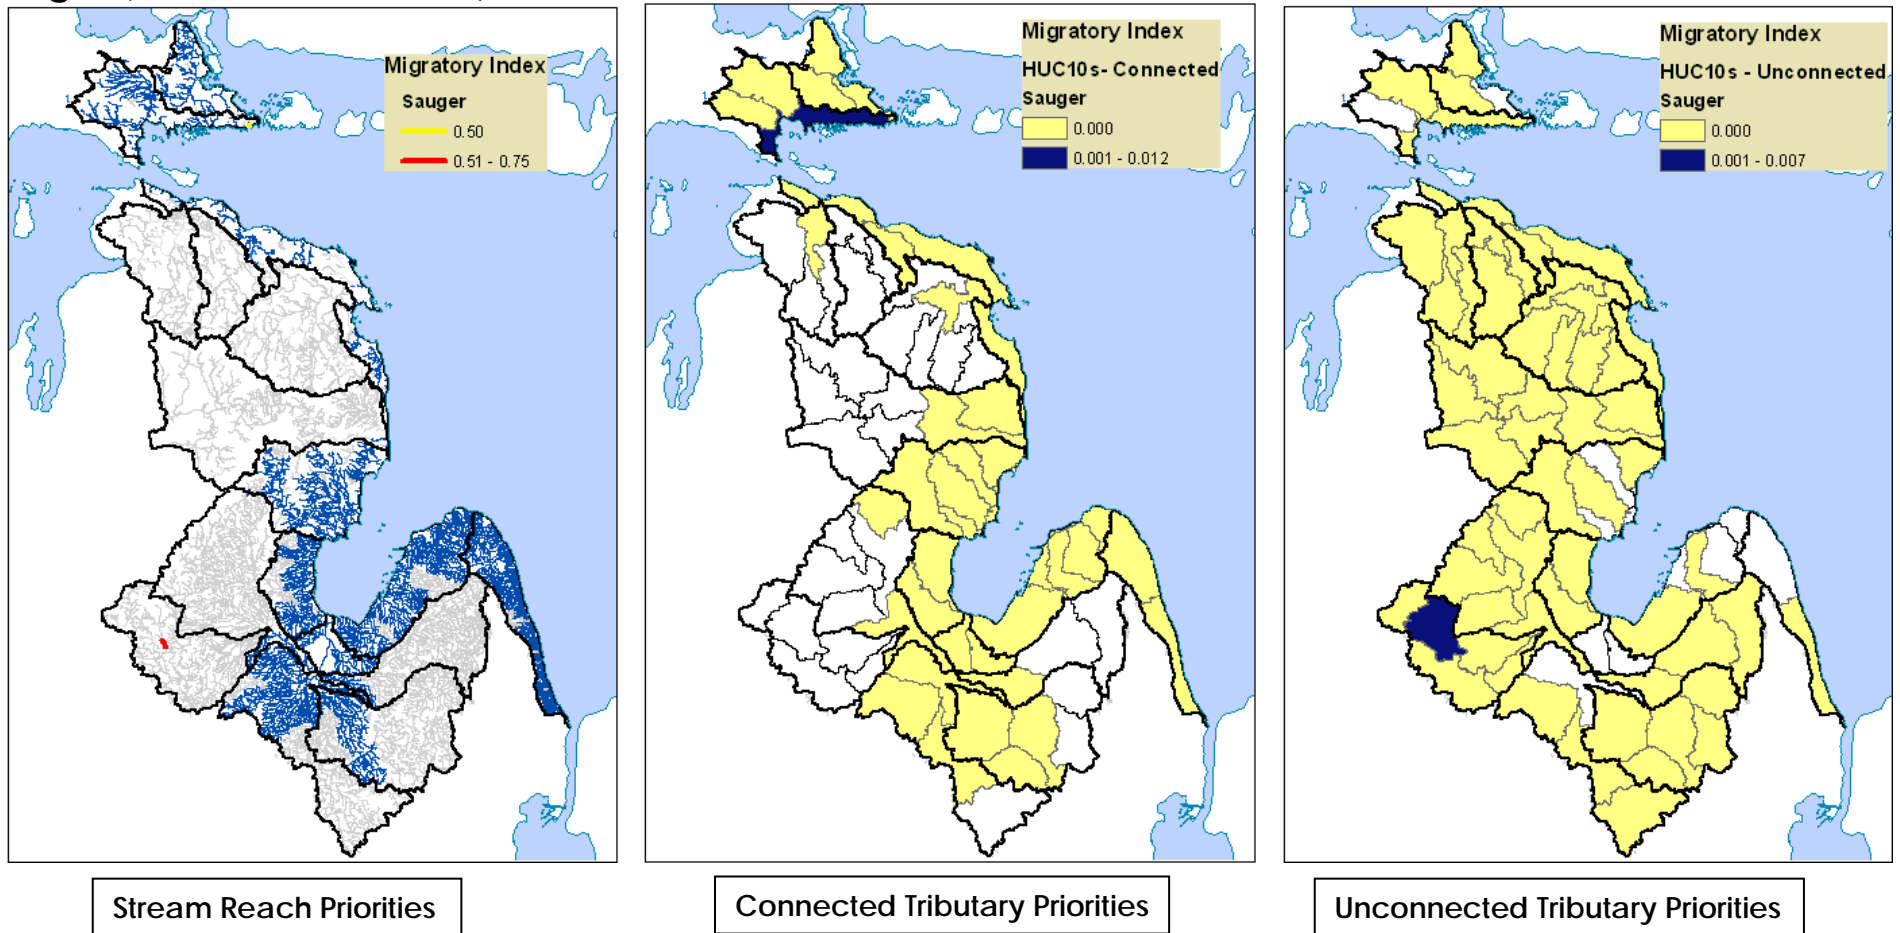 Migratory Index
Sauger
0.50
0.51 - 0.75
Migratory Index
HUC10s- Connected
Sauger
0.000
0.001 - 0.012
Migratory Index
HUC10s - Unconnected
Sauger
0.000
0.001 - 0.007
Stream Reach Priorities
Connected Tributary Priorities
Unconnected Tributary Priorities